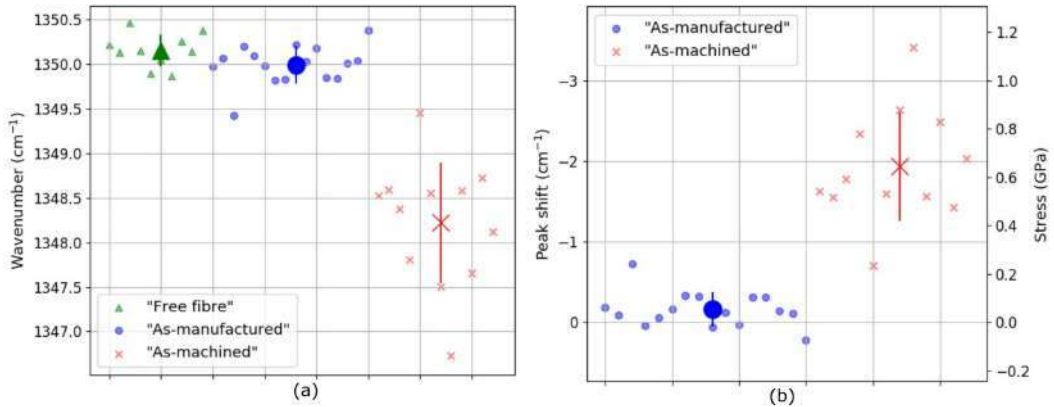 1350.5
1350.0
1349.5
1349.0
1348.5
1348.0
1347.5
1347.0
Wavenumber (cm⁻¹)
"Free fibre"
"As-manufactured"
"As-machined"
(a)
"As-manufactured"
"As-machined"
−3
−2
−1
0
Peak shift (cm⁻¹)
1.2
1.0
0.8
0.6
0.4
0.2
0.0
−0.2
Stress (GPa)
(b)